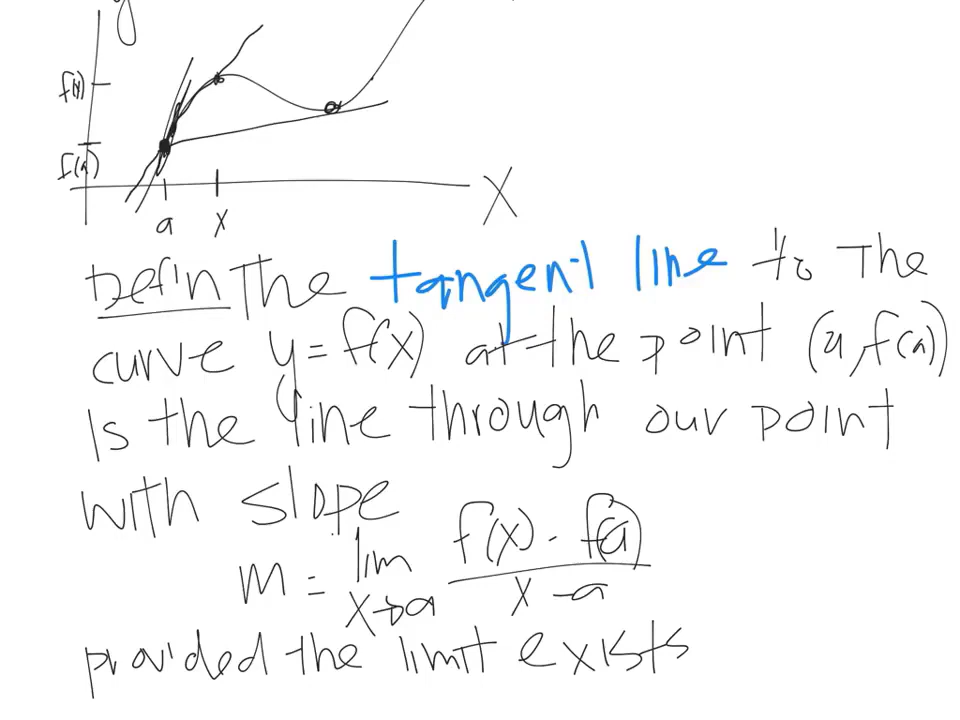 y
f(x)
f(a)
a x
X
Defin The tangent line to The
curve y = f(x) at the point (a, f(a))
Is the line through our point
with slope
m = lim x→a f(x) - f(a) / x - a
provided the limit exists